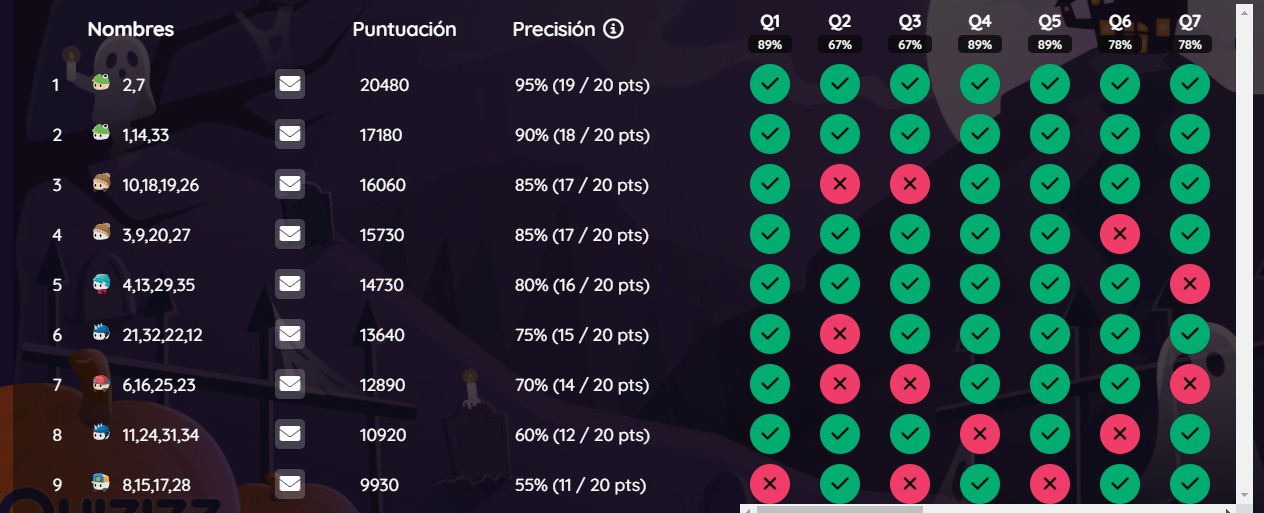 Nombres Puntuación Precisión Q1 Q2 Q3 Q4 Q5 Q6 Q7
89% 67% 67% 89% 89% 78% 78%
1 2,7 20480 95% (19 / 20 pts)
2 1,14,33 17180 90% (18 / 20 pts)
3 10,18,19,26 16060 85% (17 / 20 pts)
4 3,9,20,27 15730 85% (17 / 20 pts)
5 4,13,29,35 14730 80% (16 / 20 pts)
6 21,32,22,12 13640 75% (15 / 20 pts)
7 6,16,25,23 12890 70% (14 / 20 pts)
8 11,24,31,34 10920 60% (12 / 20 pts)
9 8,15,17,28 9930 55% (11 / 20 pts)
QUIZIZZ